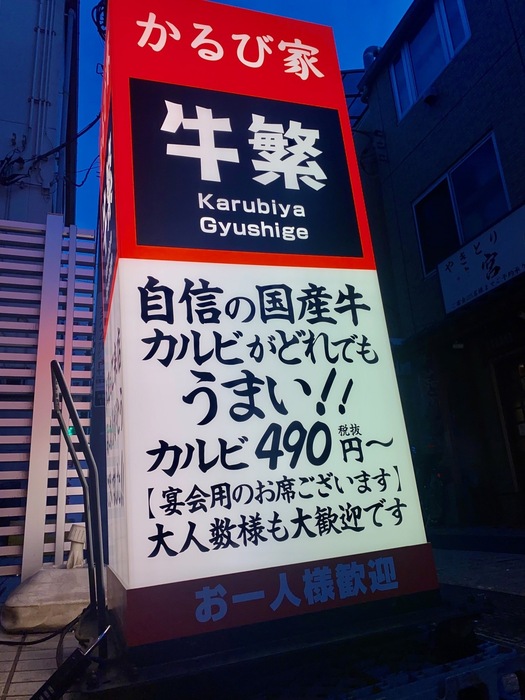 かるび家
牛繁
Karubiya
Gyushige
自信の国産牛
カルビがどれでも
うまい!!
カルビ490円税抜～
【宴会用のお席ございます】
大人数様も大歓迎です
お一人様歓迎
やきとり
宮